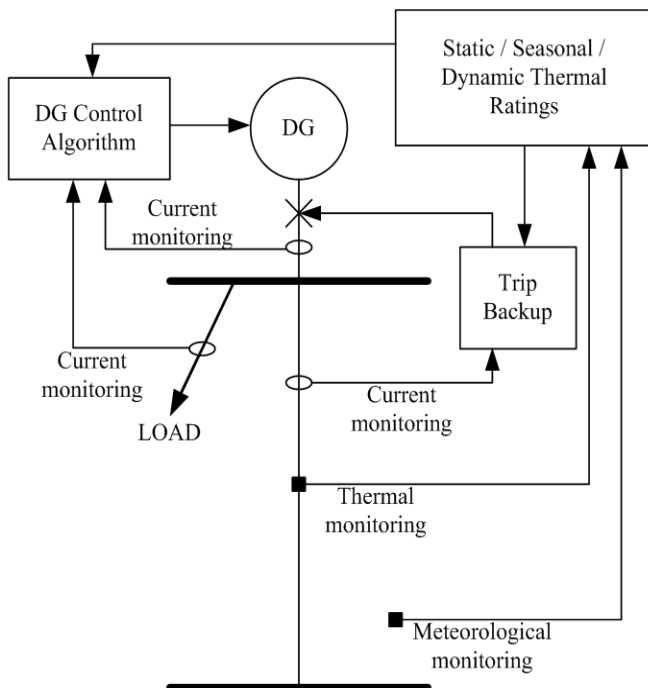 Static / Seasonal /
Dynamic Thermal
Ratings
DG Control
Algorithm
DG
Current
monitoring
Trip
Backup
Current
monitoring
LOAD
Current
monitoring
Thermal
monitoring
Meteorological
monitoring